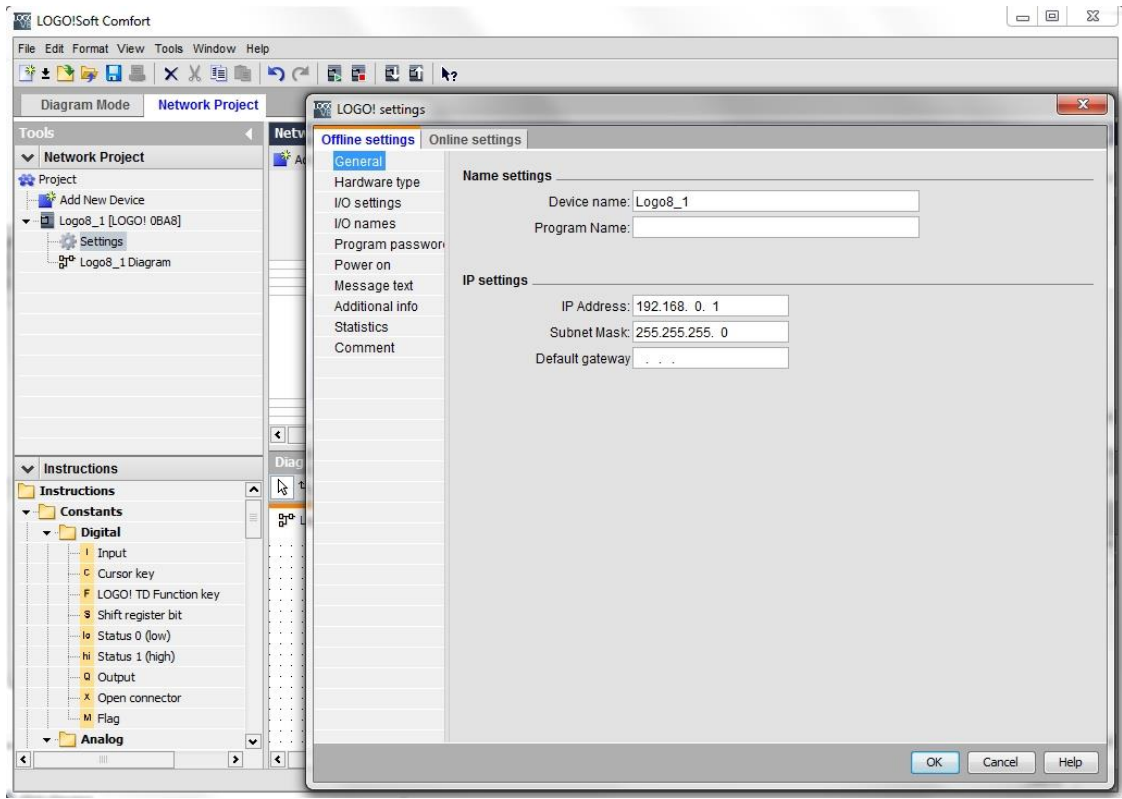 LOGO!Soft Comfort
File Edit Format View Tools Window Help
Diagram Mode Network Project
Tools
Network Project
Project
Add New Device
Logo8_1 [LOGO! 0BA8]
Settings
Logo8_1 Diagram
Instructions
Instructions
Constants
Digital
I Input
C Cursor key
F LOGO! TD Function key
S Shift register bit
lo Status 0 (low)
hi Status 1 (high)
Q Output
X Open connector
M Flag
Analog
Netw
Ad
Diag
L
LOGO! settings
Offline settings Online settings
General
Hardware type
I/O settings
I/O names
Program passwor
Power on
Message text
Additional info
Statistics
Comment
Name settings
Device name: Logo8_1
Program Name:
IP settings
IP Address: 192.168. 0. 1
Subnet Mask: 255.255.255. 0
Default gateway . . .
OK Cancel Help